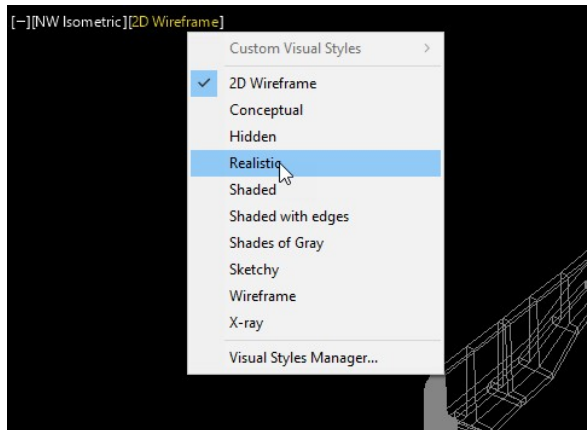 [−][NW Isometric][2D Wireframe]
Custom Visual Styles
2D Wireframe
Conceptual
Hidden
Realistic
Shaded
Shaded with edges
Shades of Gray
Sketchy
Wireframe
X-ray
Visual Styles Manager...